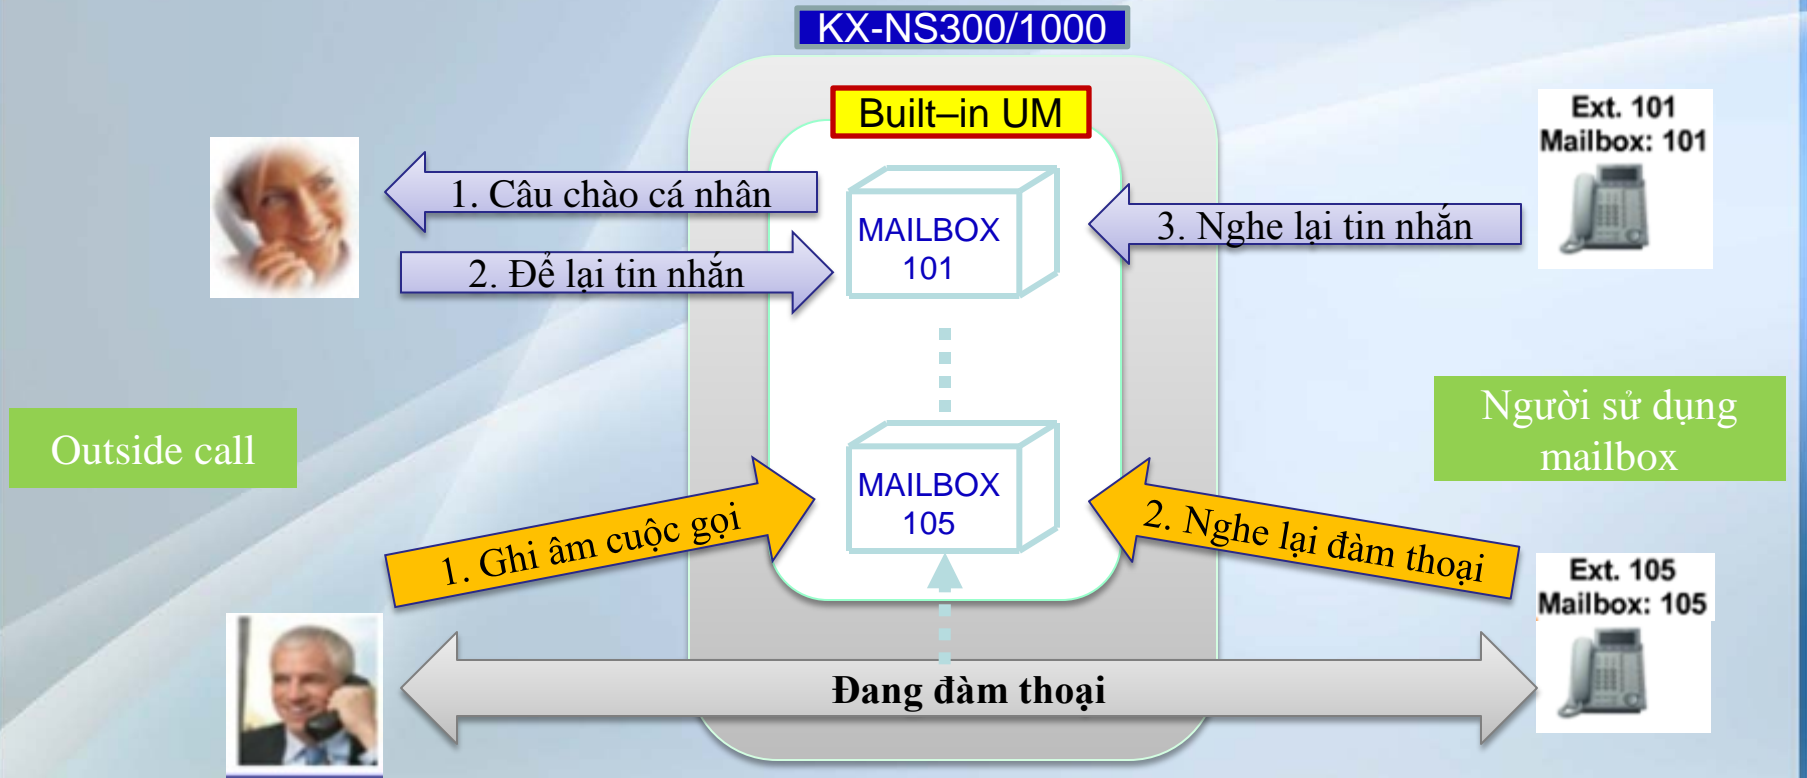 KX-NS300/1000
Built–in UM
Ext. 101
Mailbox: 101
1. Câu chào cá nhân
MAILBOX
101
3. Nghe lại tin nhắn
2. Để lại tin nhắn
Outside call
Người sử dụng
mailbox
MAILBOX
105
1. Ghi âm cuộc gọi
2. Nghe lại đàm thoại
Ext. 105
Mailbox: 105
Đang đàm thoại